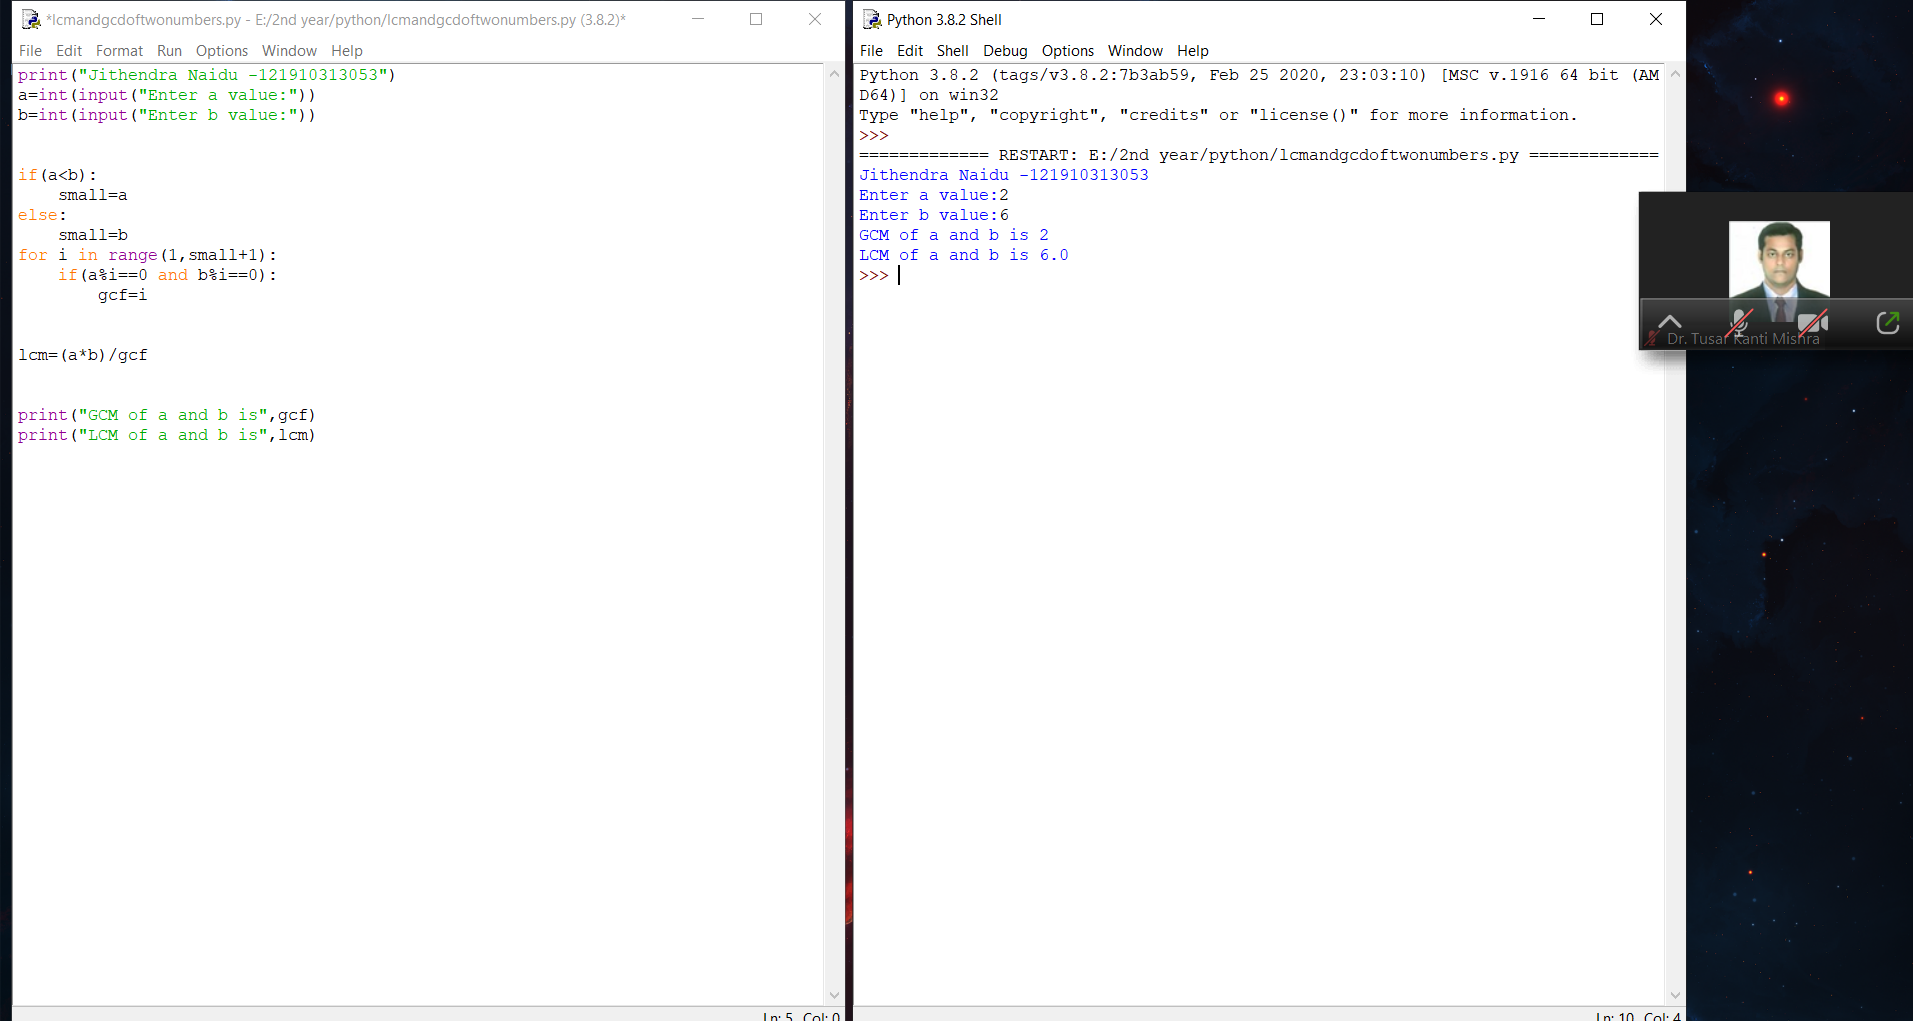 *lcmandgcdoftwonumbers.py - E:/2nd year/python/lcmandgcdoftwonumbers.py (3.8.2)*
File Edit Format Run Options Window Help
print("Jithendra Naidu -121910313053")
a=int(input("Enter a value:"))
b=int(input("Enter b value:"))
if(a<b):
small=a
else:
small=b
for i in range(1,small+1):
if(a%i==0 and b%i==0):
gcf=i
lcm=(a*b)/gcf
print("GCM of a and b is",gcf)
print("LCM of a and b is",lcm)
Ln: 5 Col: 0
Python 3.8.2 Shell
File Edit Shell Debug Options Window Help
Python 3.8.2 (tags/v3.8.2:7b3ab59, Feb 25 2020, 23:03:10) [MSC v.1916 64 bit (AM
D64)] on win32
Type "help", "copyright", "credits" or "license()" for more information.
>>>
============= RESTART: E:/2nd year/python/lcmandgcdoftwonumbers.py =============
Jithendra Naidu -121910313053
Enter a value:2
Enter b value:6
GCM of a and b is 2
LCM of a and b is 6.0
>>>
Ln: 10 Col: 4
Dr. Tusar Kanti Mishra